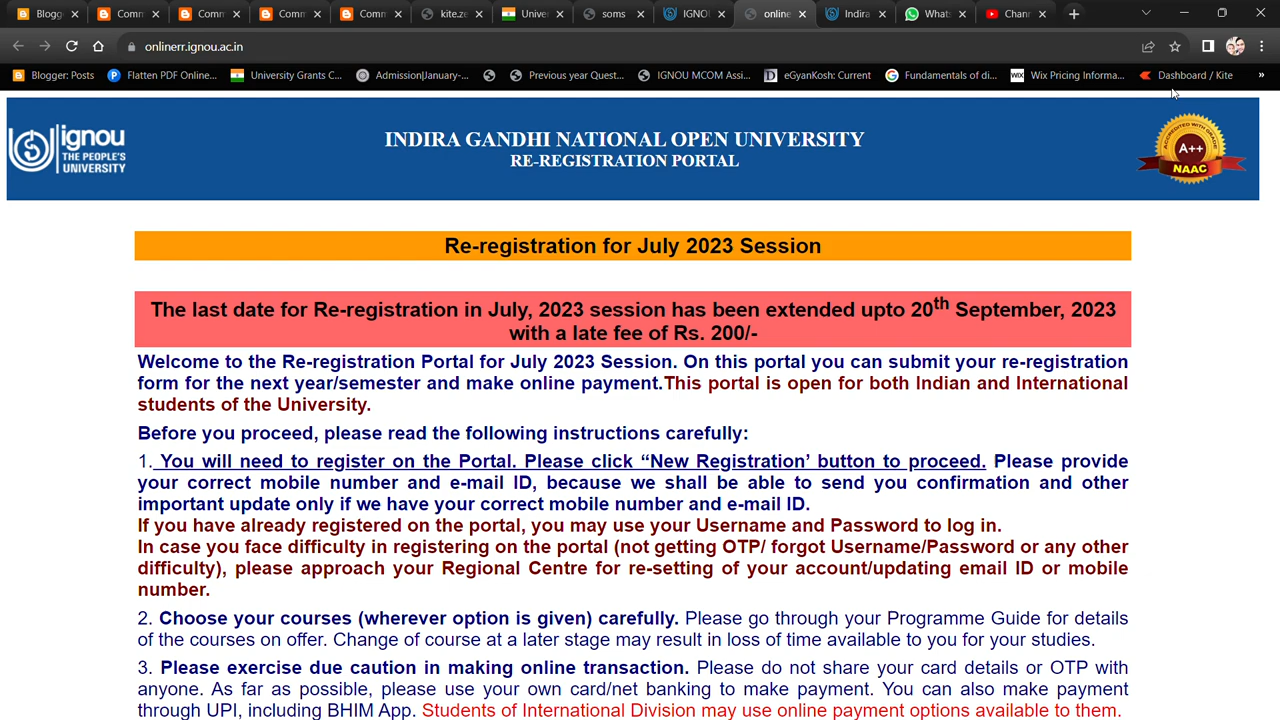 Blogge
Comm
Comm
Comm
Comm
kite.ze
Univer
soms
IGNOU
online
Indira
Whats
Chann
onlinerr.ignou.ac.in
Blogger: Posts
Flatten PDF Online...
University Grants C...
AdmissionJanuary-...
Previous year Quest...
IGNOU MCOM Assi...
eGyanKosh: Current
Fundamentals of di...
WIX Wix Pricing Informa...
Dashboard / Kite
»
ignou
THE PEOPLE'S
UNIVERSITY
INDIRA GANDHI NATIONAL OPEN UNIVERSITY
RE-REGISTRATION PORTAL
ACCREDITED WITH GRADE
A++
NAAC
Re-registration for July 2023 Session
The last date for Re-registration in July, 2023 session has been extended upto 20th September, 2023
with a late fee of Rs. 200/-
Welcome to the Re-registration Portal for July 2023 Session. On this portal you can submit your re-registration
form for the next year/semester and make online payment.This portal is open for both Indian and International
students of the University.
Before you proceed, please read the following instructions carefully:
1. You will need to register on the Portal. Please click “New Registration’ button to proceed. Please provide
your correct mobile number and e-mail ID, because we shall be able to send you confirmation and other
important update only if we have your correct mobile number and e-mail ID.
If you have already registered on the portal, you may use your Username and Password to log in.
In case you face difficulty in registering on the portal (not getting OTP/ forgot Username/Password or any other
difficulty), please approach your Regional Centre for re-setting of your account/updating email ID or mobile
number.
2. Choose your courses (wherever option is given) carefully. Please go through your Programme Guide for details
of the courses on offer. Change of course at a later stage may result in loss of time available to you for your studies.
3. Please exercise due caution in making online transaction. Please do not share your card details or OTP with
anyone. As far as possible, please use your own card/net banking to make payment. You can also make payment
through UPI, including BHIM App. Students of International Division may use online payment options available to them.